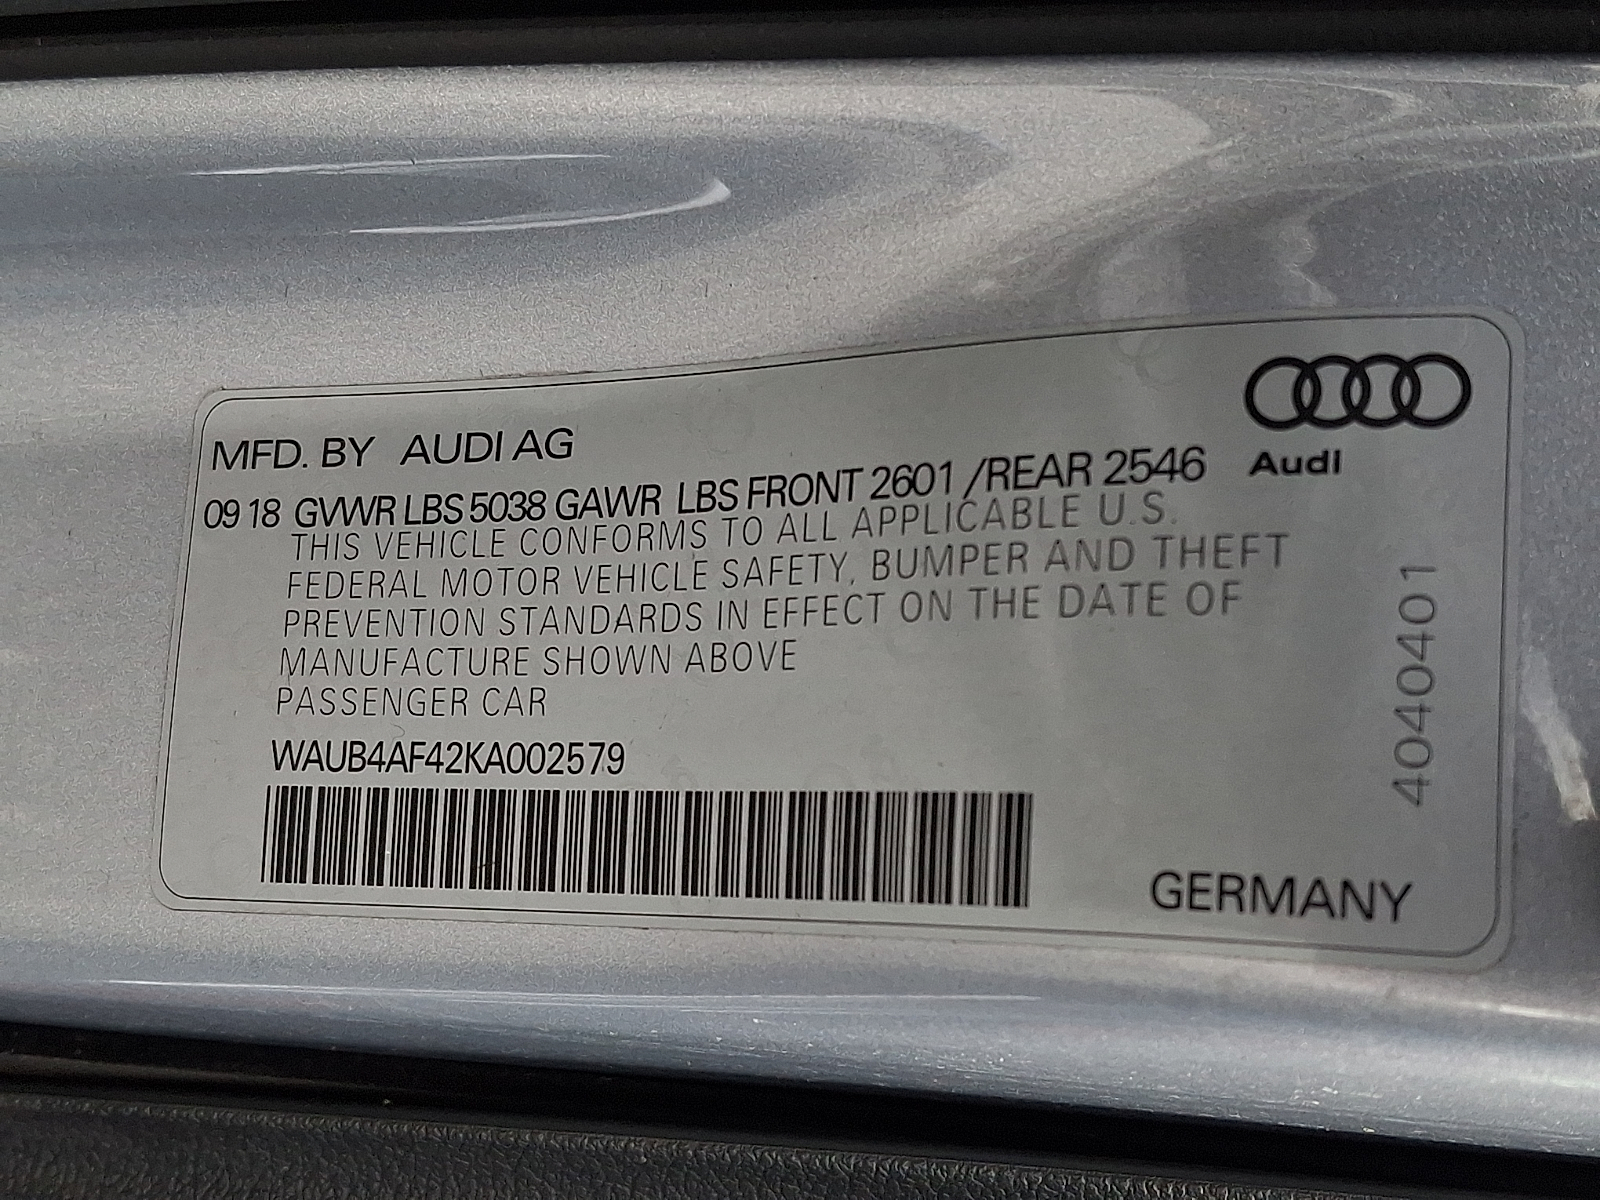 MFD. BY AUDI AG
Audi
09 18 GVWR LBS 5038 GAWR LBS FRONT 2601 /REAR 2546
THIS VEHICLE CONFORMS TO ALL APPLICABLE U.S.
FEDERAL MOTOR VEHICLE SAFETY, BUMPER AND THEFT
PREVENTION STANDARDS IN EFFECT ON THE DATE OF
MANUFACTURE SHOWN ABOVE
PASSENGER CAR
WAUB4AF42KA002579
4040401
GERMANY